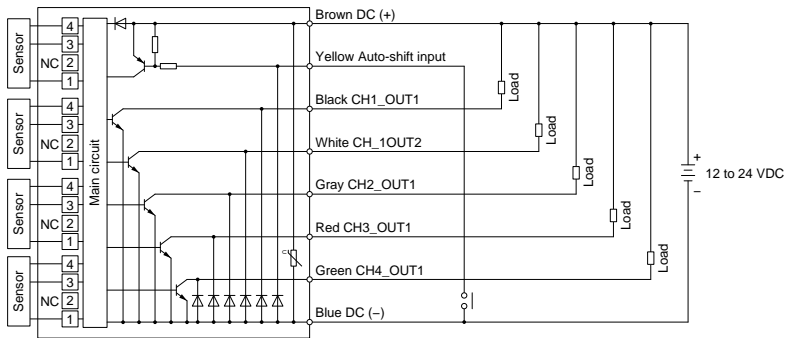 Brown DC (+)
Yellow Auto-shift input
Black CH1_OUT1
White CH_1OUT2
Gray CH2_OUT1
Red CH3_OUT1
Green CH4_OUT1
Blue DC (−)
Sensor
4
3
NC 2
1
Sensor
4
3
NC 2
1
Sensor
4
3
NC 2
1
Sensor
4
3
NC 2
1
Main circuit
Load
Load
Load
Load
Load
+
12 to 24 VDC
−